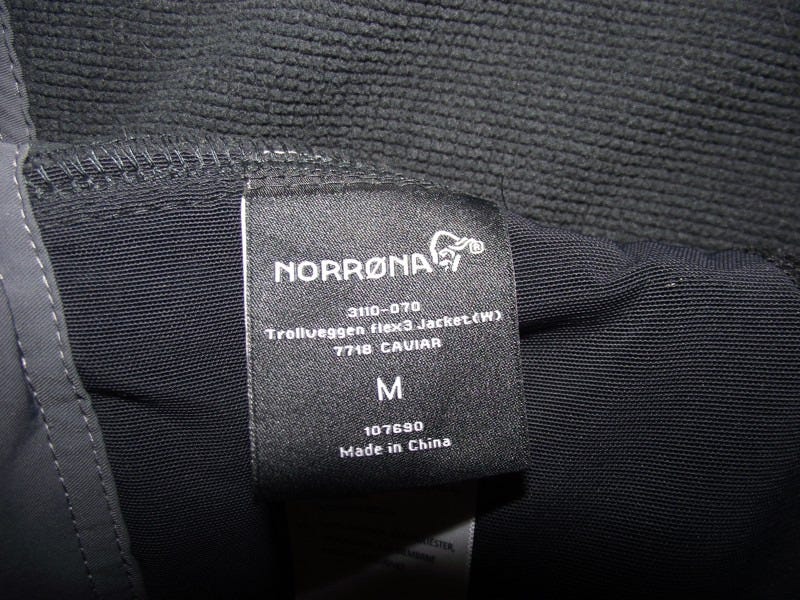 NORRØNA ®
3110-070
Trollveggen flex3 Jacket(W)
7718 CAVIAR
M
107690
Made in China